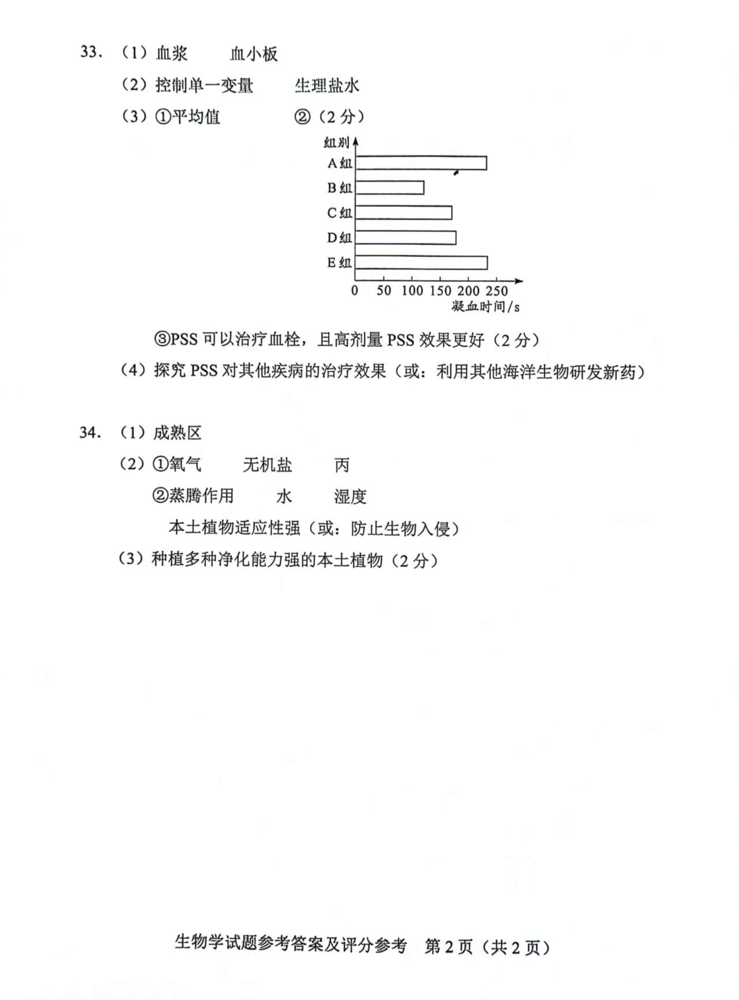 33. （1）血浆 血小板
（2）控制单一变量 生理盐水
（3）①平均值 ②（2 分）
组别
A 组
B 组
C 组
D 组
E 组
0 50 100 150 200 250
凝血时间/s
③PSS 可以治疗血栓，且高剂量 PSS 效果更好（2 分）
（4）探究 PSS 对其他疾病的治疗效果（或：利用其他海洋生物研发新药）
34. （1）成熟区
（2）①氧气 无机盐 丙
②蒸腾作用 水 湿度
本土植物适应性强（或：防止生物入侵）
（3）种植多种净化能力强的本土植物（2 分）
生物学试题参考答案及评分参考 第 2 页（共 2 页）